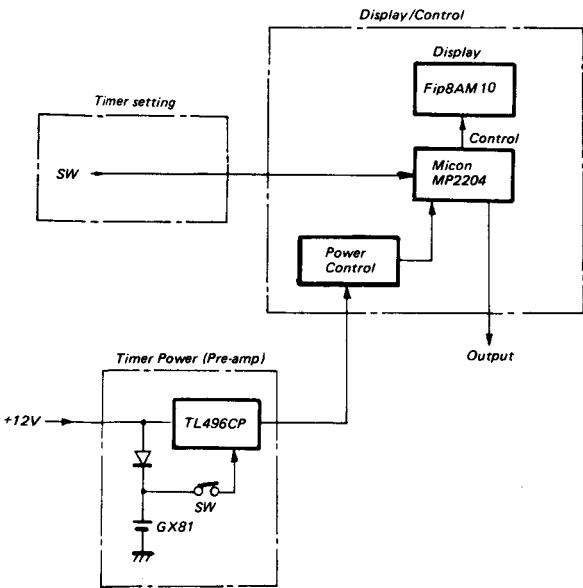 Display/Control
Display
Fip8AM10
Timer setting
Control
SW
Micon
MP2204
Power
Control
Output
Timer Power (Pre-amp)
+12V
TL496CP
SW
GX81